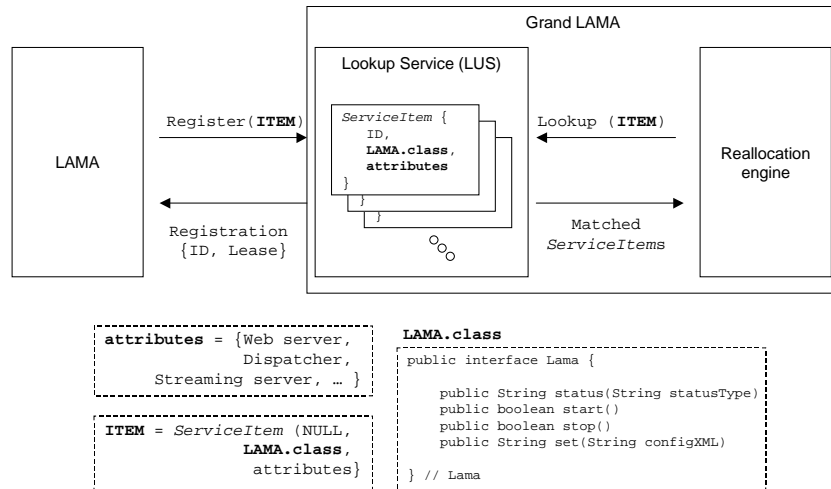 Grand LAMA
LAMA
Register(ITEM)
Registration
{ID, Lease}
Lookup Service (LUS)
ServiceItem {
ID,
LAMA.class,
attributes
}
}
}
Lookup (ITEM)
Matched
ServiceItems
Reallocation
engine
attributes = {Web server,
Dispatcher,
Streaming server, … }
ITEM = ServiceItem (NULL,
LAMA.class,
attributes}
LAMA.class
public interface Lama {
public String status(String statusType)
public boolean start()
public boolean stop()
public String set(String configXML)
} // Lama